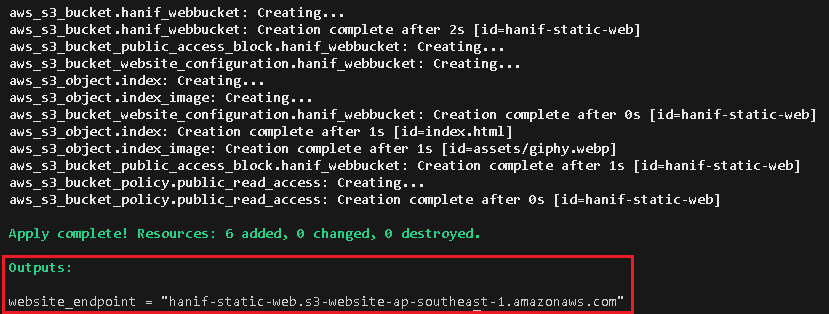 aws_s3_bucket.hanif_webbucket: Creating...
aws_s3_bucket.hanif_webbucket: Creation complete after 2s [id=hanif-static-web]
aws_s3_bucket_public_access_block.hanif_webbucket: Creating...
aws_s3_bucket_website_configuration.hanif_webbucket: Creating...
aws_s3_object.index: Creating...
aws_s3_object.index_image: Creating...
aws_s3_bucket_website_configuration.hanif_webbucket: Creation complete after 0s [id=hanif-static-web]
aws_s3_object.index: Creation complete after 1s [id=index.html]
aws_s3_object.index_image: Creation complete after 1s [id=assets/giphy.webp]
aws_s3_bucket_public_access_block.hanif_webbucket: Creation complete after 1s [id=hanif-static-web]
aws_s3_bucket_policy.public_read_access: Creating...
aws_s3_bucket_policy.public_read_access: Creation complete after 0s [id=hanif-static-web]
Apply complete! Resources: 6 added, 0 changed, 0 destroyed.
Outputs:
website_endpoint = "hanif-static-web.s3-website-ap-southeast-1.amazonaws.com"